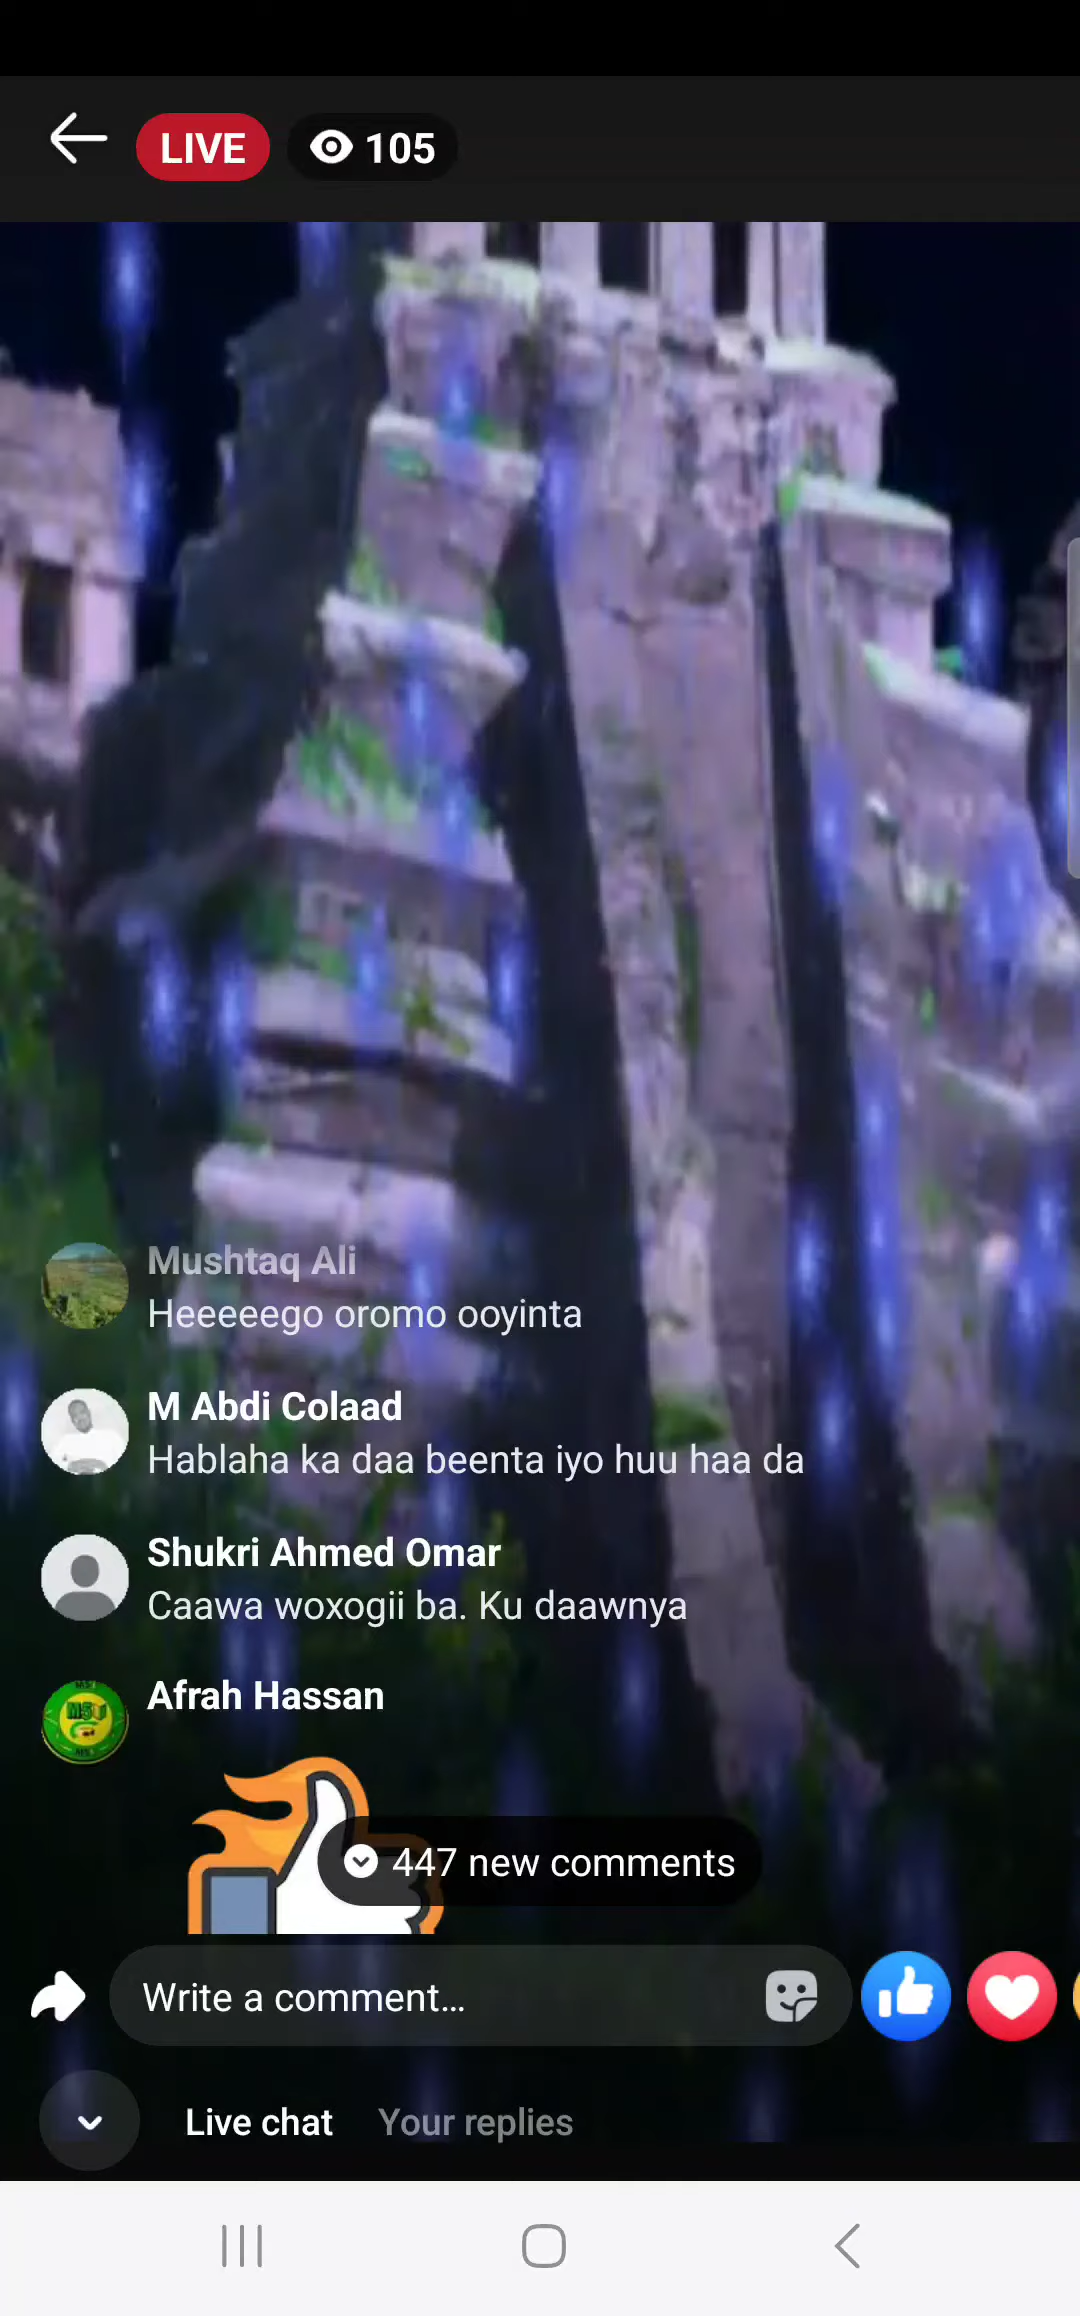 LIVE
105
Mushtaq Ali
Heeeeego oromo ooyinta
M Abdi Colaad
Hablaha ka daa beenta iyo huu haa da
Shukri Ahmed Omar
Caawa woxogii ba. Ku daawnya
Afrah Hassan
447 new comments
Write a comment...
Live chat
Your replies